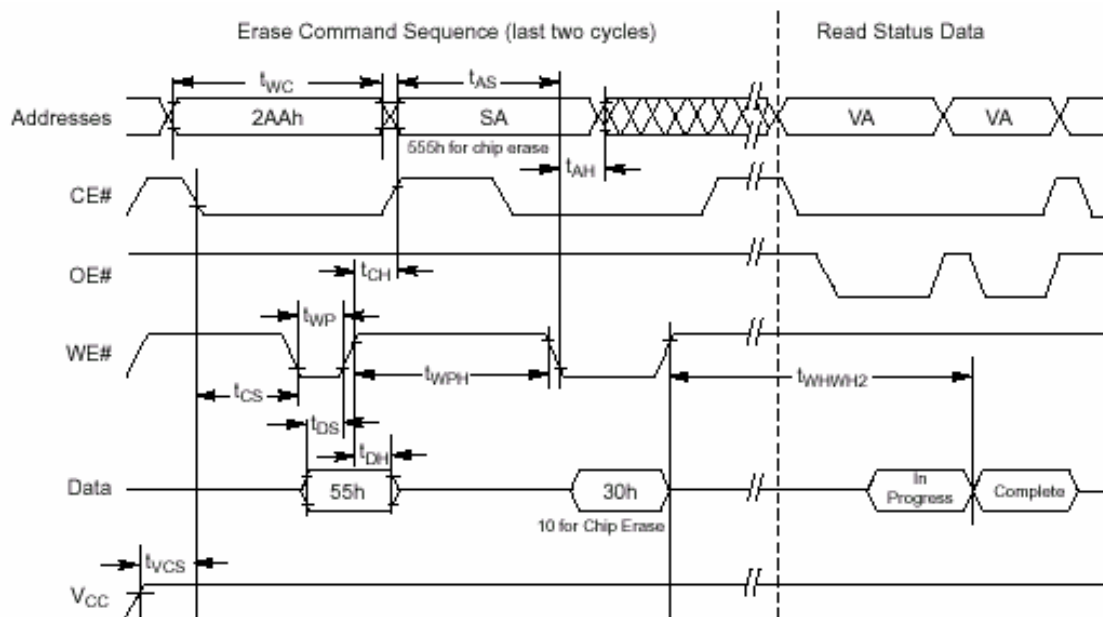 Erase Command Sequence (last two cycles) Read Status Data
tWC tAS
Addresses 2AAh SA VA VA
555h for chip erase
tAH
CE#
OE#
tCH
tWP
WE#
tWPH tWHWH2
tCS
tDS
tDH
Data 55h 30h In Progress Complete
10 for Chip Erase
tVCS
VCC